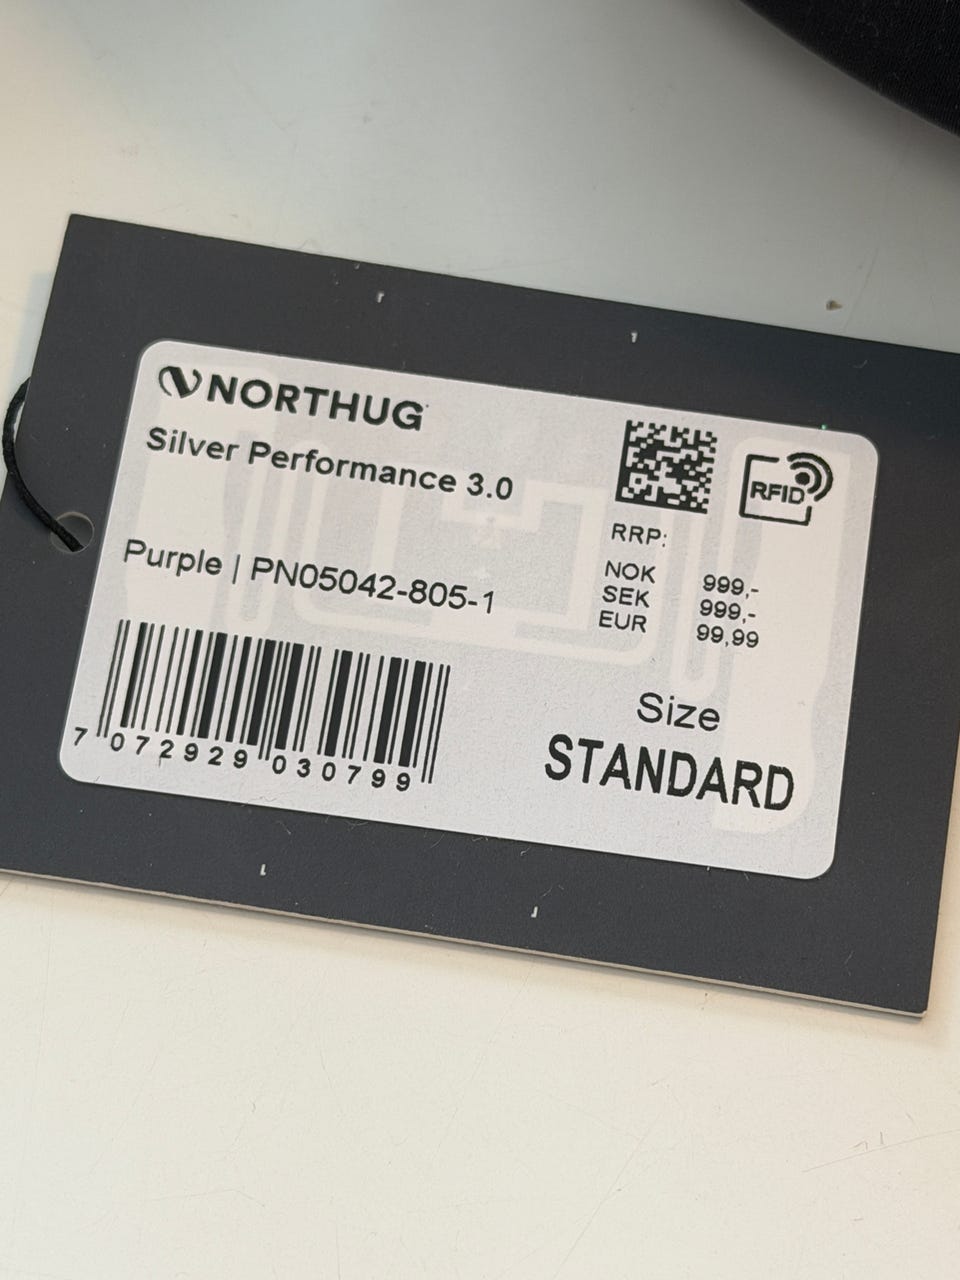 NORTHUG
Silver Performance 3.0
Purple | PN05042-805-1
7 072929 030799
RFID
RRP:
NOK 999,-
SEK 999,-
EUR 99,99
Size
STANDARD